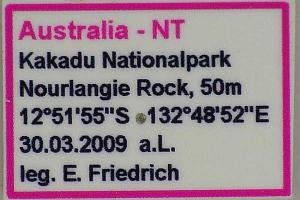 Australia - NT
Kakadu Nationalpark
Nourlangie Rock, 50m
12°51'55"S 132°48'52"E
30.03.2009 a.L.
leg. E. Friedrich